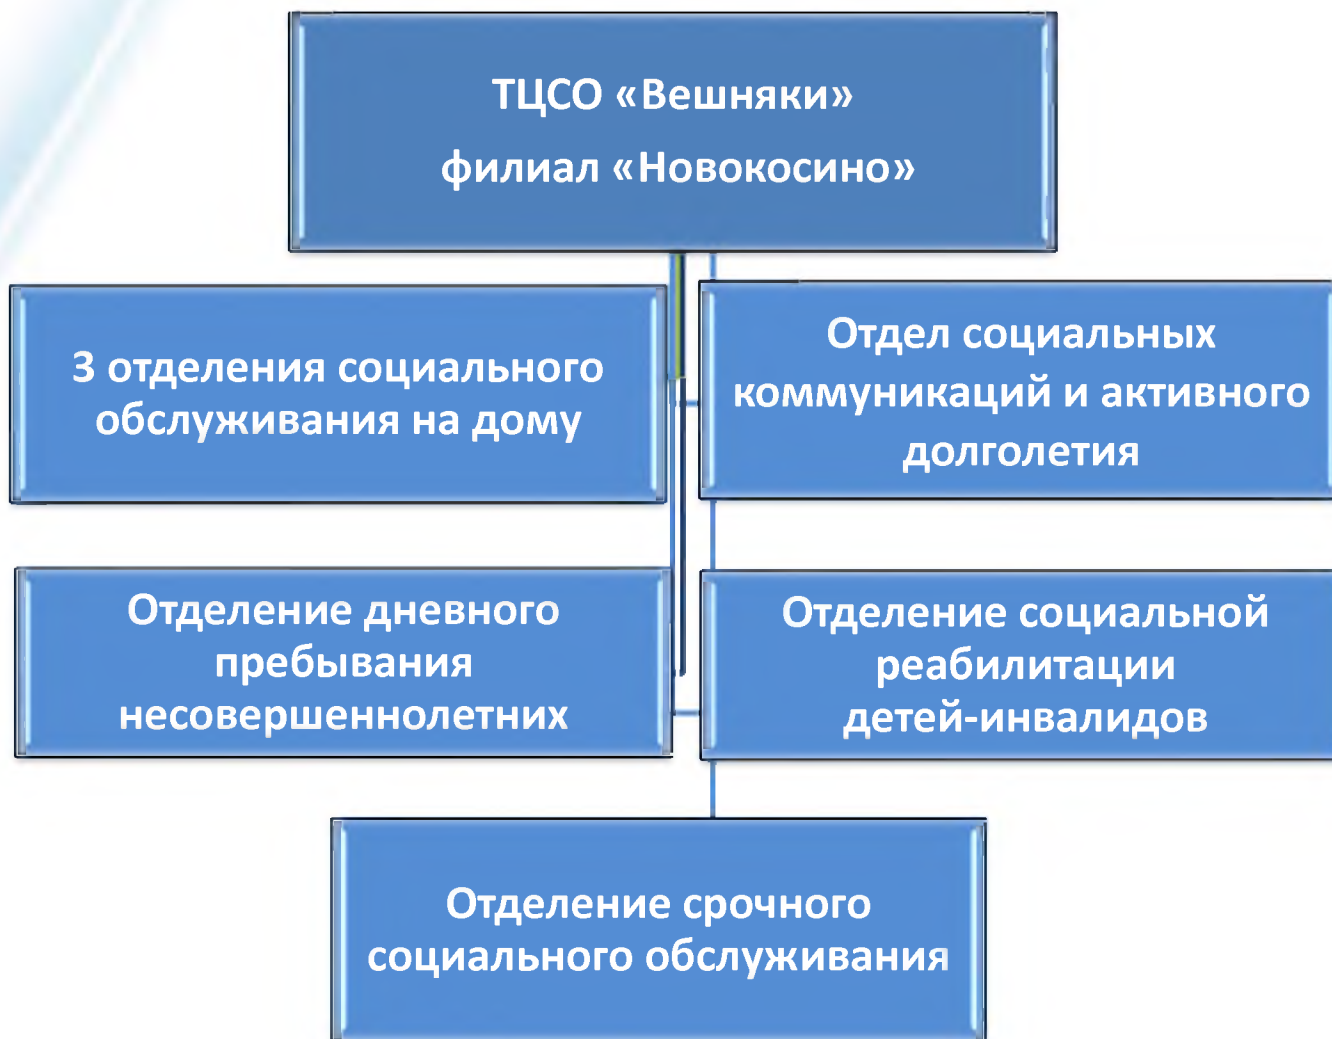 ТЦСО «Вешняки»
филиал «Новокосино»
3 отделения социального
обслуживания на дому
Отдел социальных
коммуникаций и активного
долголетия
Отделение дневного
пребывания
несовершеннолетних
Отделение социальной
реабилитации
детей-инвалидов
Отделение срочного
социального обслуживания